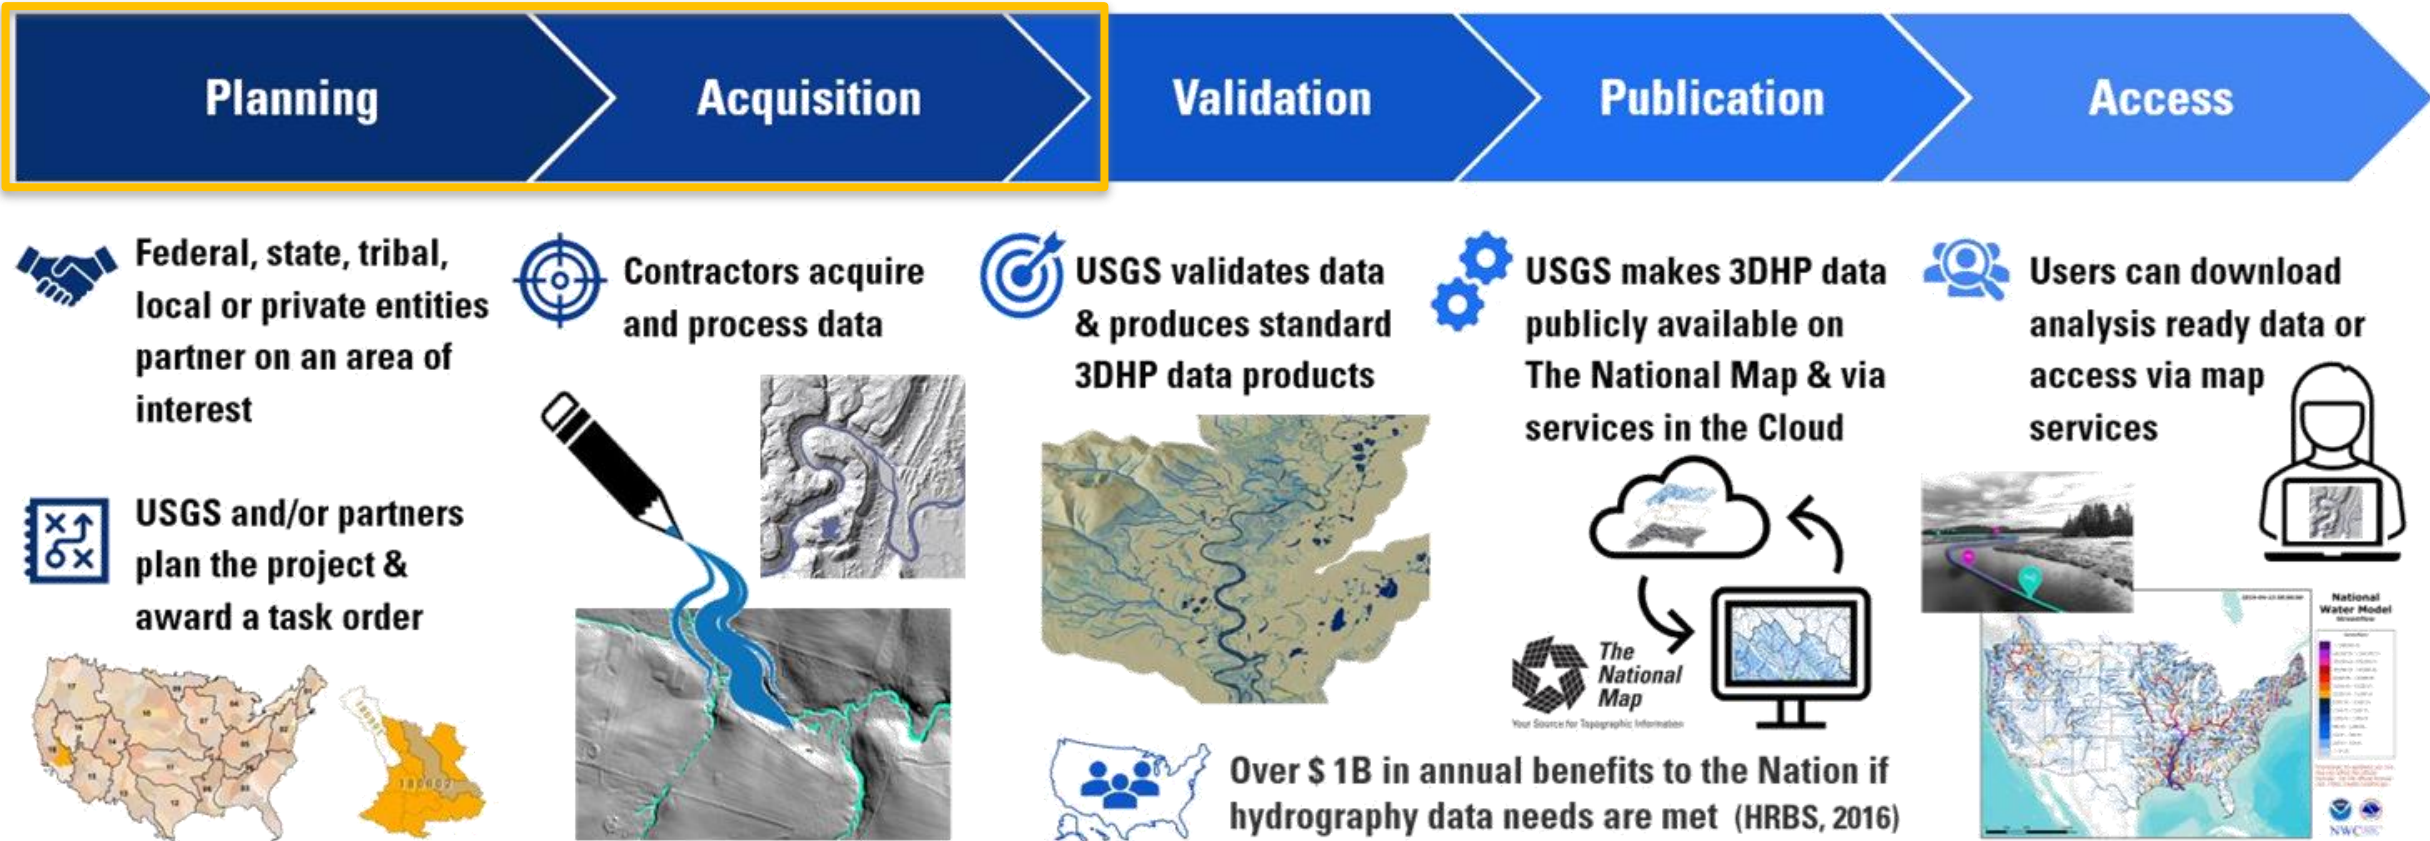 Planning
Acquisition
Validation
Publication
Access
Federal, state, tribal,
local or private entities
partner on an area of
interest
USGS and/or partners
plan the project &
award a task order
Contractors acquire
and process data
USGS validates data
& produces standard
3DHP data products
USGS makes 3DHP data
publicly available on
The National Map & via
services in the Cloud
The
National
Map
Your Source for Topographic Information
Users can download
analysis ready data or
access via map
services
National
Water Model
Streamflow
NWC
180602
Over $ 1B in annual benefits to the Nation if
hydrography data needs are met (HRBS, 2016)